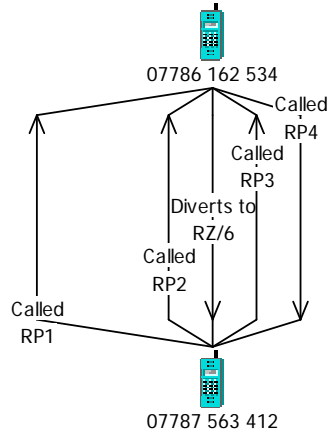 07786 162 534
Called
RP4
Called
RP3
Diverts to
RZ/6
Called
RP2
Called
RP1
07787 563 412